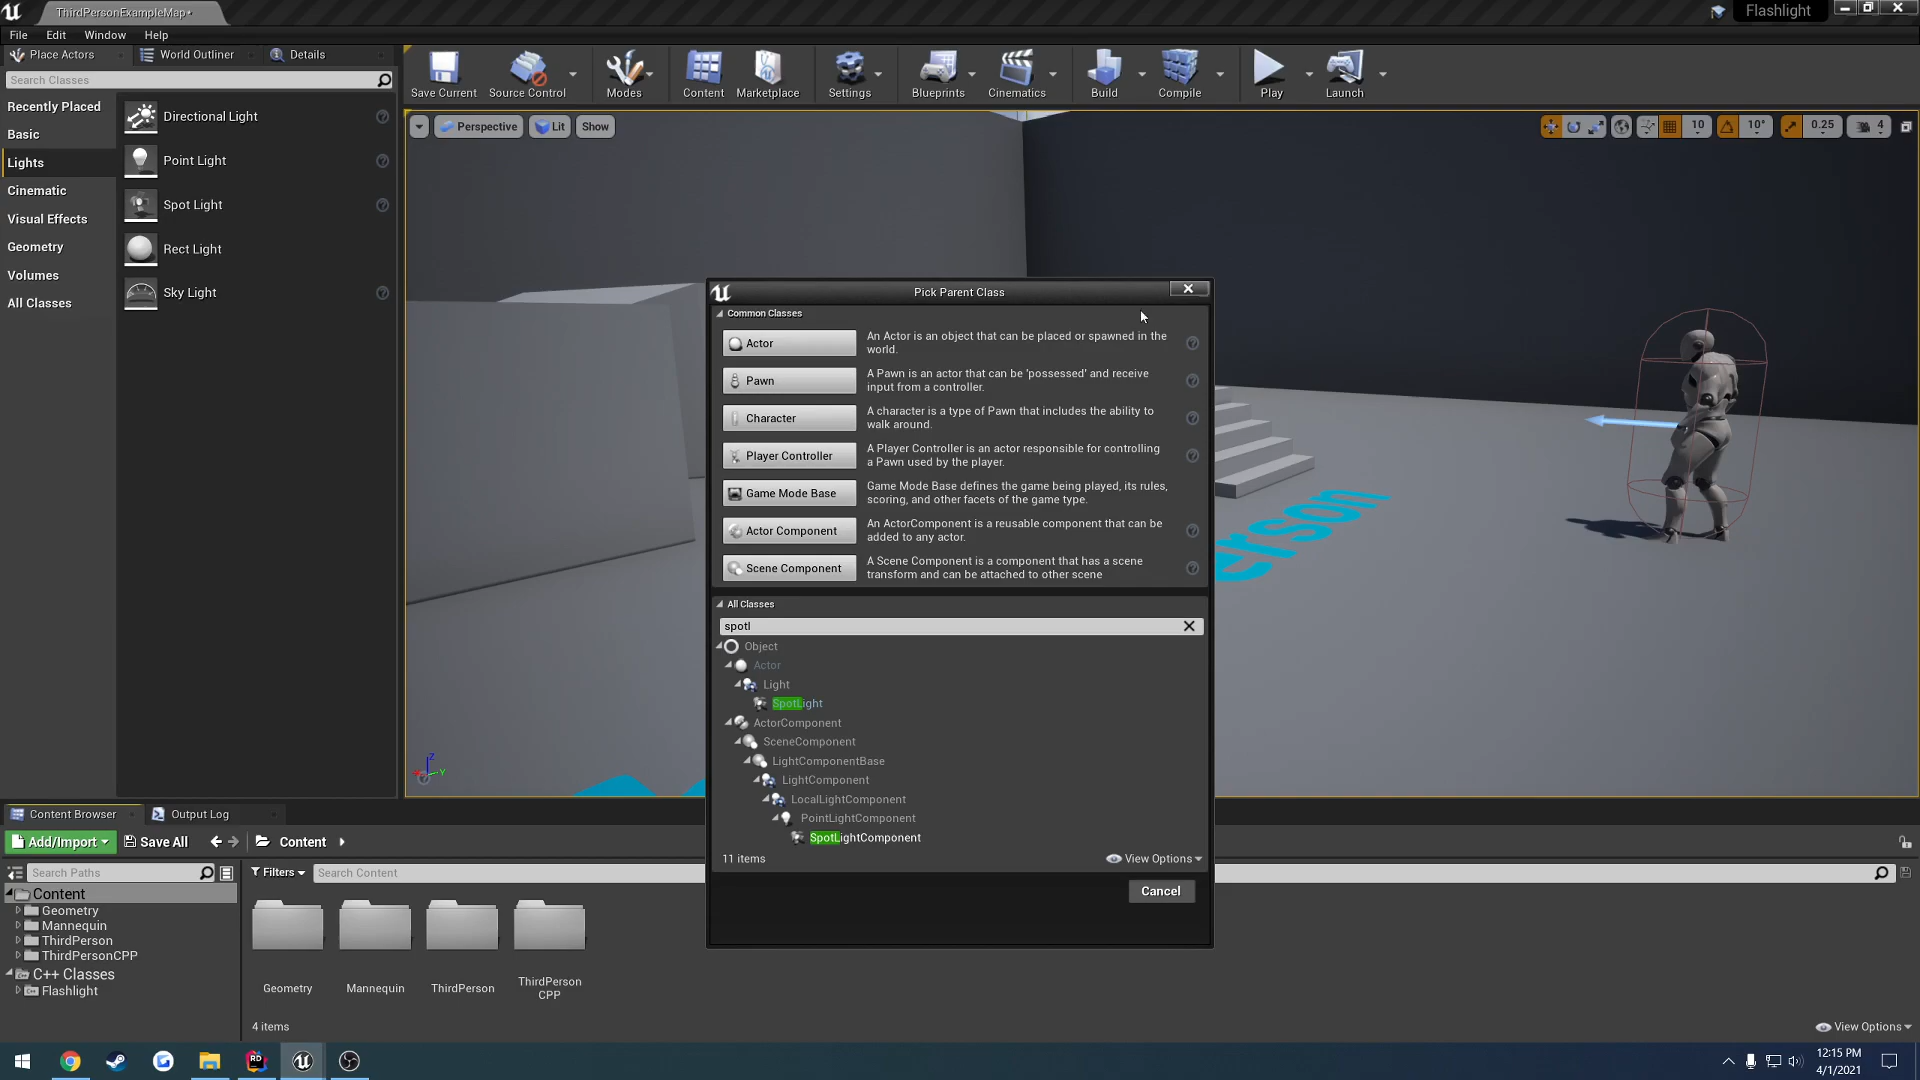 ThirdPersonExampleMap•
Flashlight
File Edit Window Help
Place Actors World Outliner Details
Search Classes
Recently Placed
Basic
Lights
Cinematic
Visual Effects
Geometry
Volumes
All Classes
Directional Light
Point Light
Spot Light
Rect Light
Sky Light
Save Current Source Control Modes Content Marketplace Settings Blueprints Cinematics Build Compile Play Launch
Perspective Lit Show
10 10° 0.25 4
erson
Z
Y
Pick Parent Class
Common Classes
Actor
An Actor is an object that can be placed or spawned in the
world.
Pawn
A Pawn is an actor that can be 'possessed' and receive
input from a controller.
Character
A character is a type of Pawn that includes the ability to
walk around.
Player Controller
A Player Controller is an actor responsible for controlling
a Pawn used by the player.
Game Mode Base
Game Mode Base defines the game being played, its rules,
scoring, and other facets of the game type.
Actor Component
An ActorComponent is a reusable component that can be
added to any actor.
Scene Component
A Scene Component is a component that has a scene
transform and can be attached to other scene
All Classes
spotl
Object
Actor
Light
SpotLight
ActorComponent
SceneComponent
LightComponentBase
LightComponent
LocalLightComponent
PointLightComponent
SpotLightComponent
11 items
View Options
Cancel
Content Browser Output Log
Add/Import Save All Content
Search Paths
Filters
Search Content
Content
Geometry
Mannequin
ThirdPerson
ThirdPersonCPP
C++ Classes
Flashlight
Geometry
Mannequin
ThirdPerson
ThirdPerson
CPP
4 items
View Options
RD
12:15 PM
4/1/2021